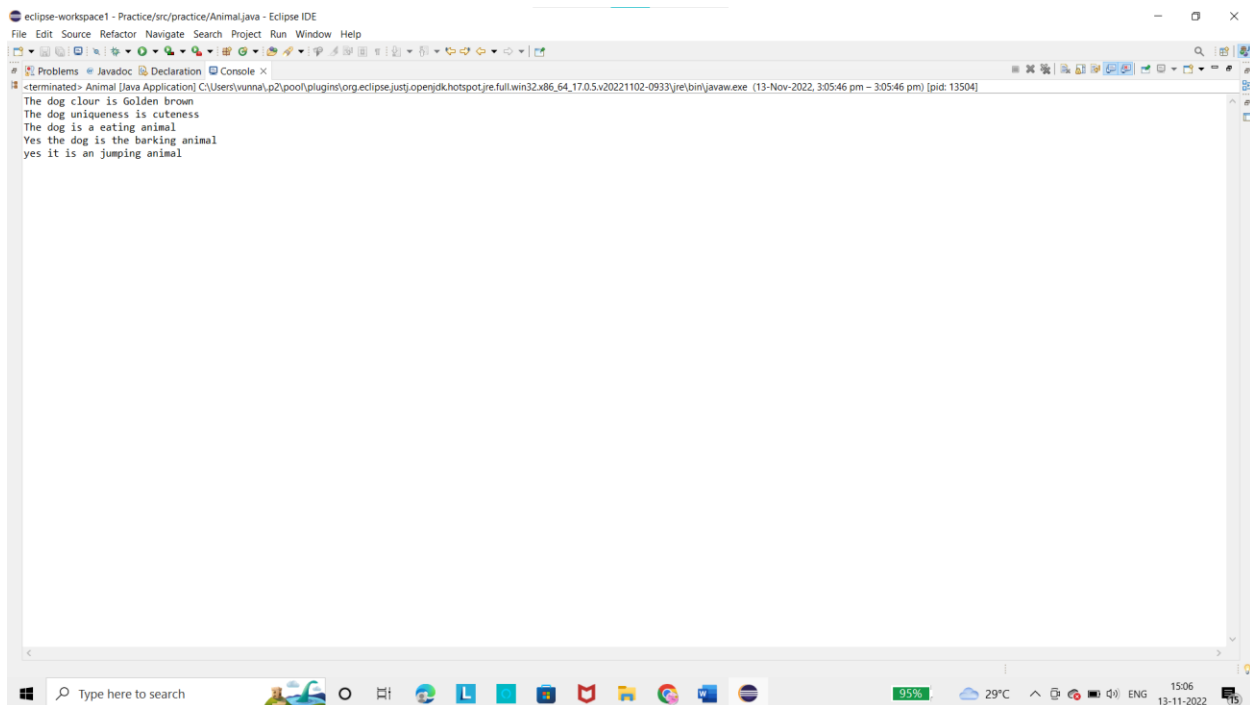 eclipse-workspace1 - Practice/src/practice/Animal.java - Eclipse IDE
File Edit Source Refactor Navigate Search Project Run Window Help
Problems Javadoc Declaration Console
<terminated> Animal [Java Application] C:\Users\vunna\.p2\pool\plugins\org.eclipse.justj.openjdk.hotspot.jre.full.win32.x86_64_17.0.5.v20221102-0933\jre\bin\javaw.exe (13-Nov-2022, 3:05:46 pm – 3:05:46 pm) [pid: 13504]
The dog clour is Golden brown
The dog uniqueness is cuteness
The dog is a eating animal
Yes the dog is the barking animal
yes it is an jumping animal
Type here to search
L
W
95%
29°C
ENG
15:06
13-11-2022
15